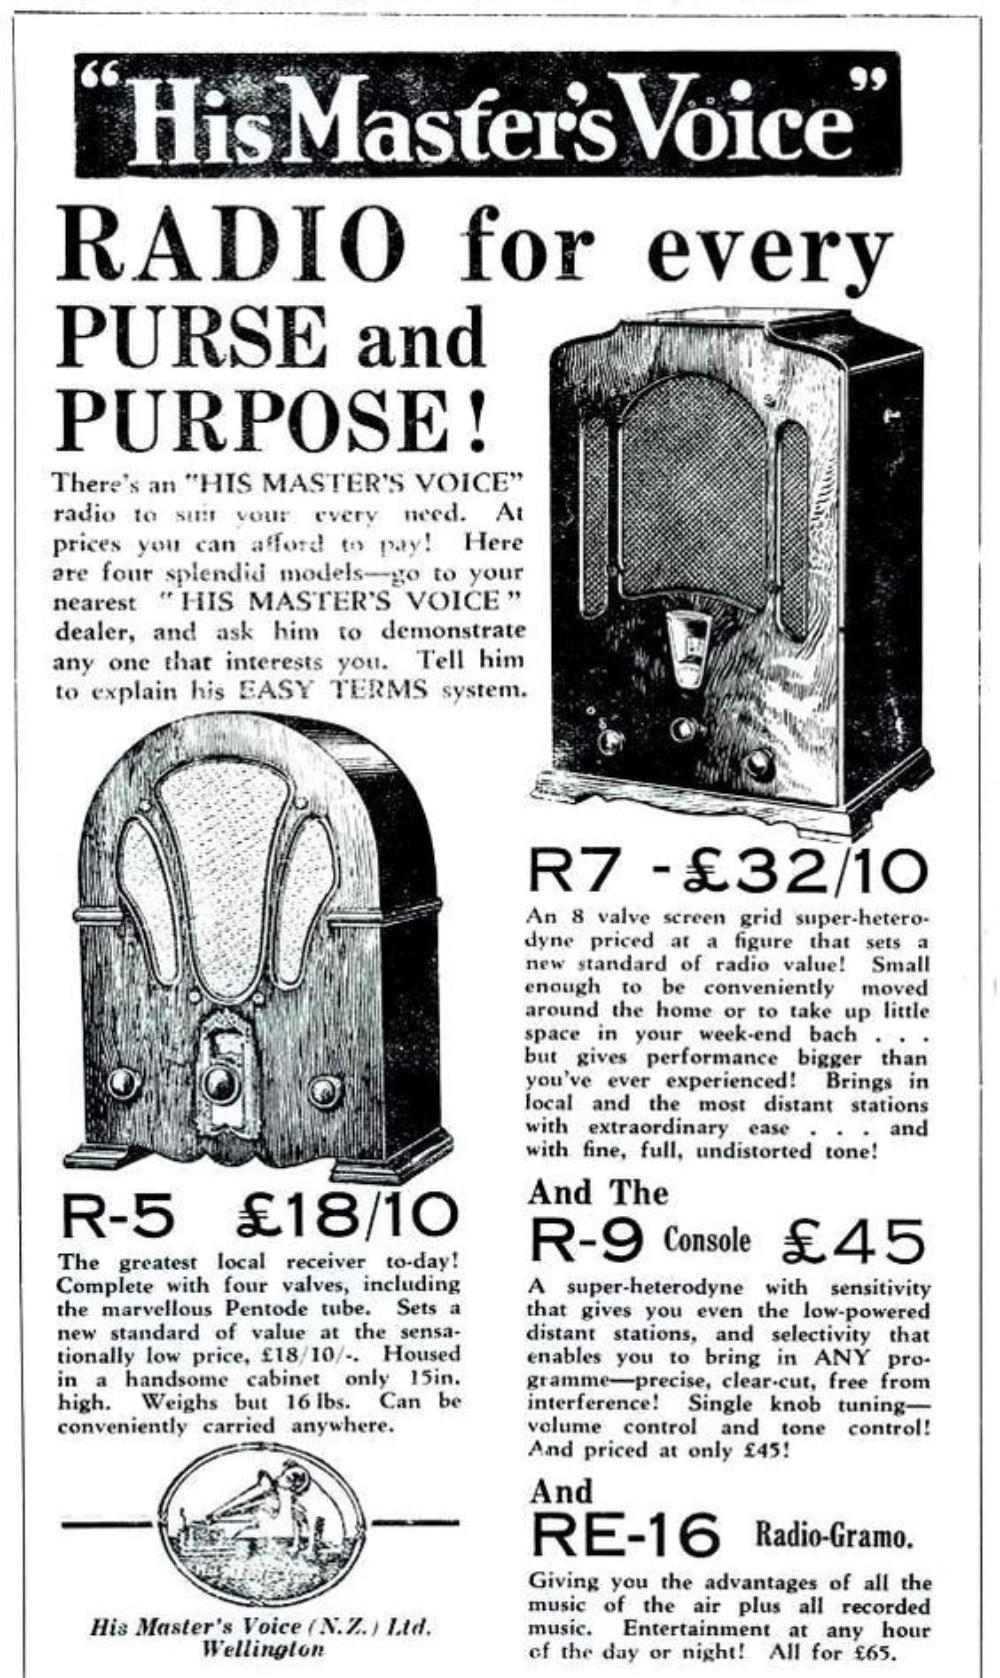 "His Master's Voice"
RADIO for every
PURSE and
PURPOSE!
There's an "HIS MASTER'S VOICE"
radio to suit your every need. At
prices you can afford to pay! Here
are four splendid models—go to your
nearest "HIS MASTER'S VOICE"
dealer, and ask him to demonstrate
any one that interests you. Tell him
to explain his EASY TERMS system.
R-5 £18/10
The greatest local receiver to-day!
Complete with four valves, including
the marvellous Pentode tube. Sets a
new standard of value at the sensa-
tionally low price, £18/10/-. Housed
in a handsome cabinet only 15in.
high. Weighs but 16 lbs. Can be
conveniently carried anywhere.
His Master's Voice (N.Z.) Ltd.
Wellington
R7 - £32/10
An 8 valve screen grid super-hetero-
dyne priced at a figure that sets a
new standard of radio value! Small
enough to be conveniently moved
around the home or to take up little
space in your week-end bach . . .
but gives performance bigger than
you've ever experienced! Brings in
local and the most distant stations
with extraordinary ease . . . and
with fine, full, undistorted tone!
And The
R-9 Console £45
A super-heterodyne with sensitivity
that gives you even the low-powered
distant stations, and selectivity that
enables you to bring in ANY pro-
gramme—precise, clear-cut, free from
interference! Single knob tuning—
volume control and tone control!
And priced at only £45!
And
RE-16 Radio-Gramo.
Giving you the advantages of all the
music of the air plus all recorded
music. Entertainment at any hour
of the day or night! All for £65.